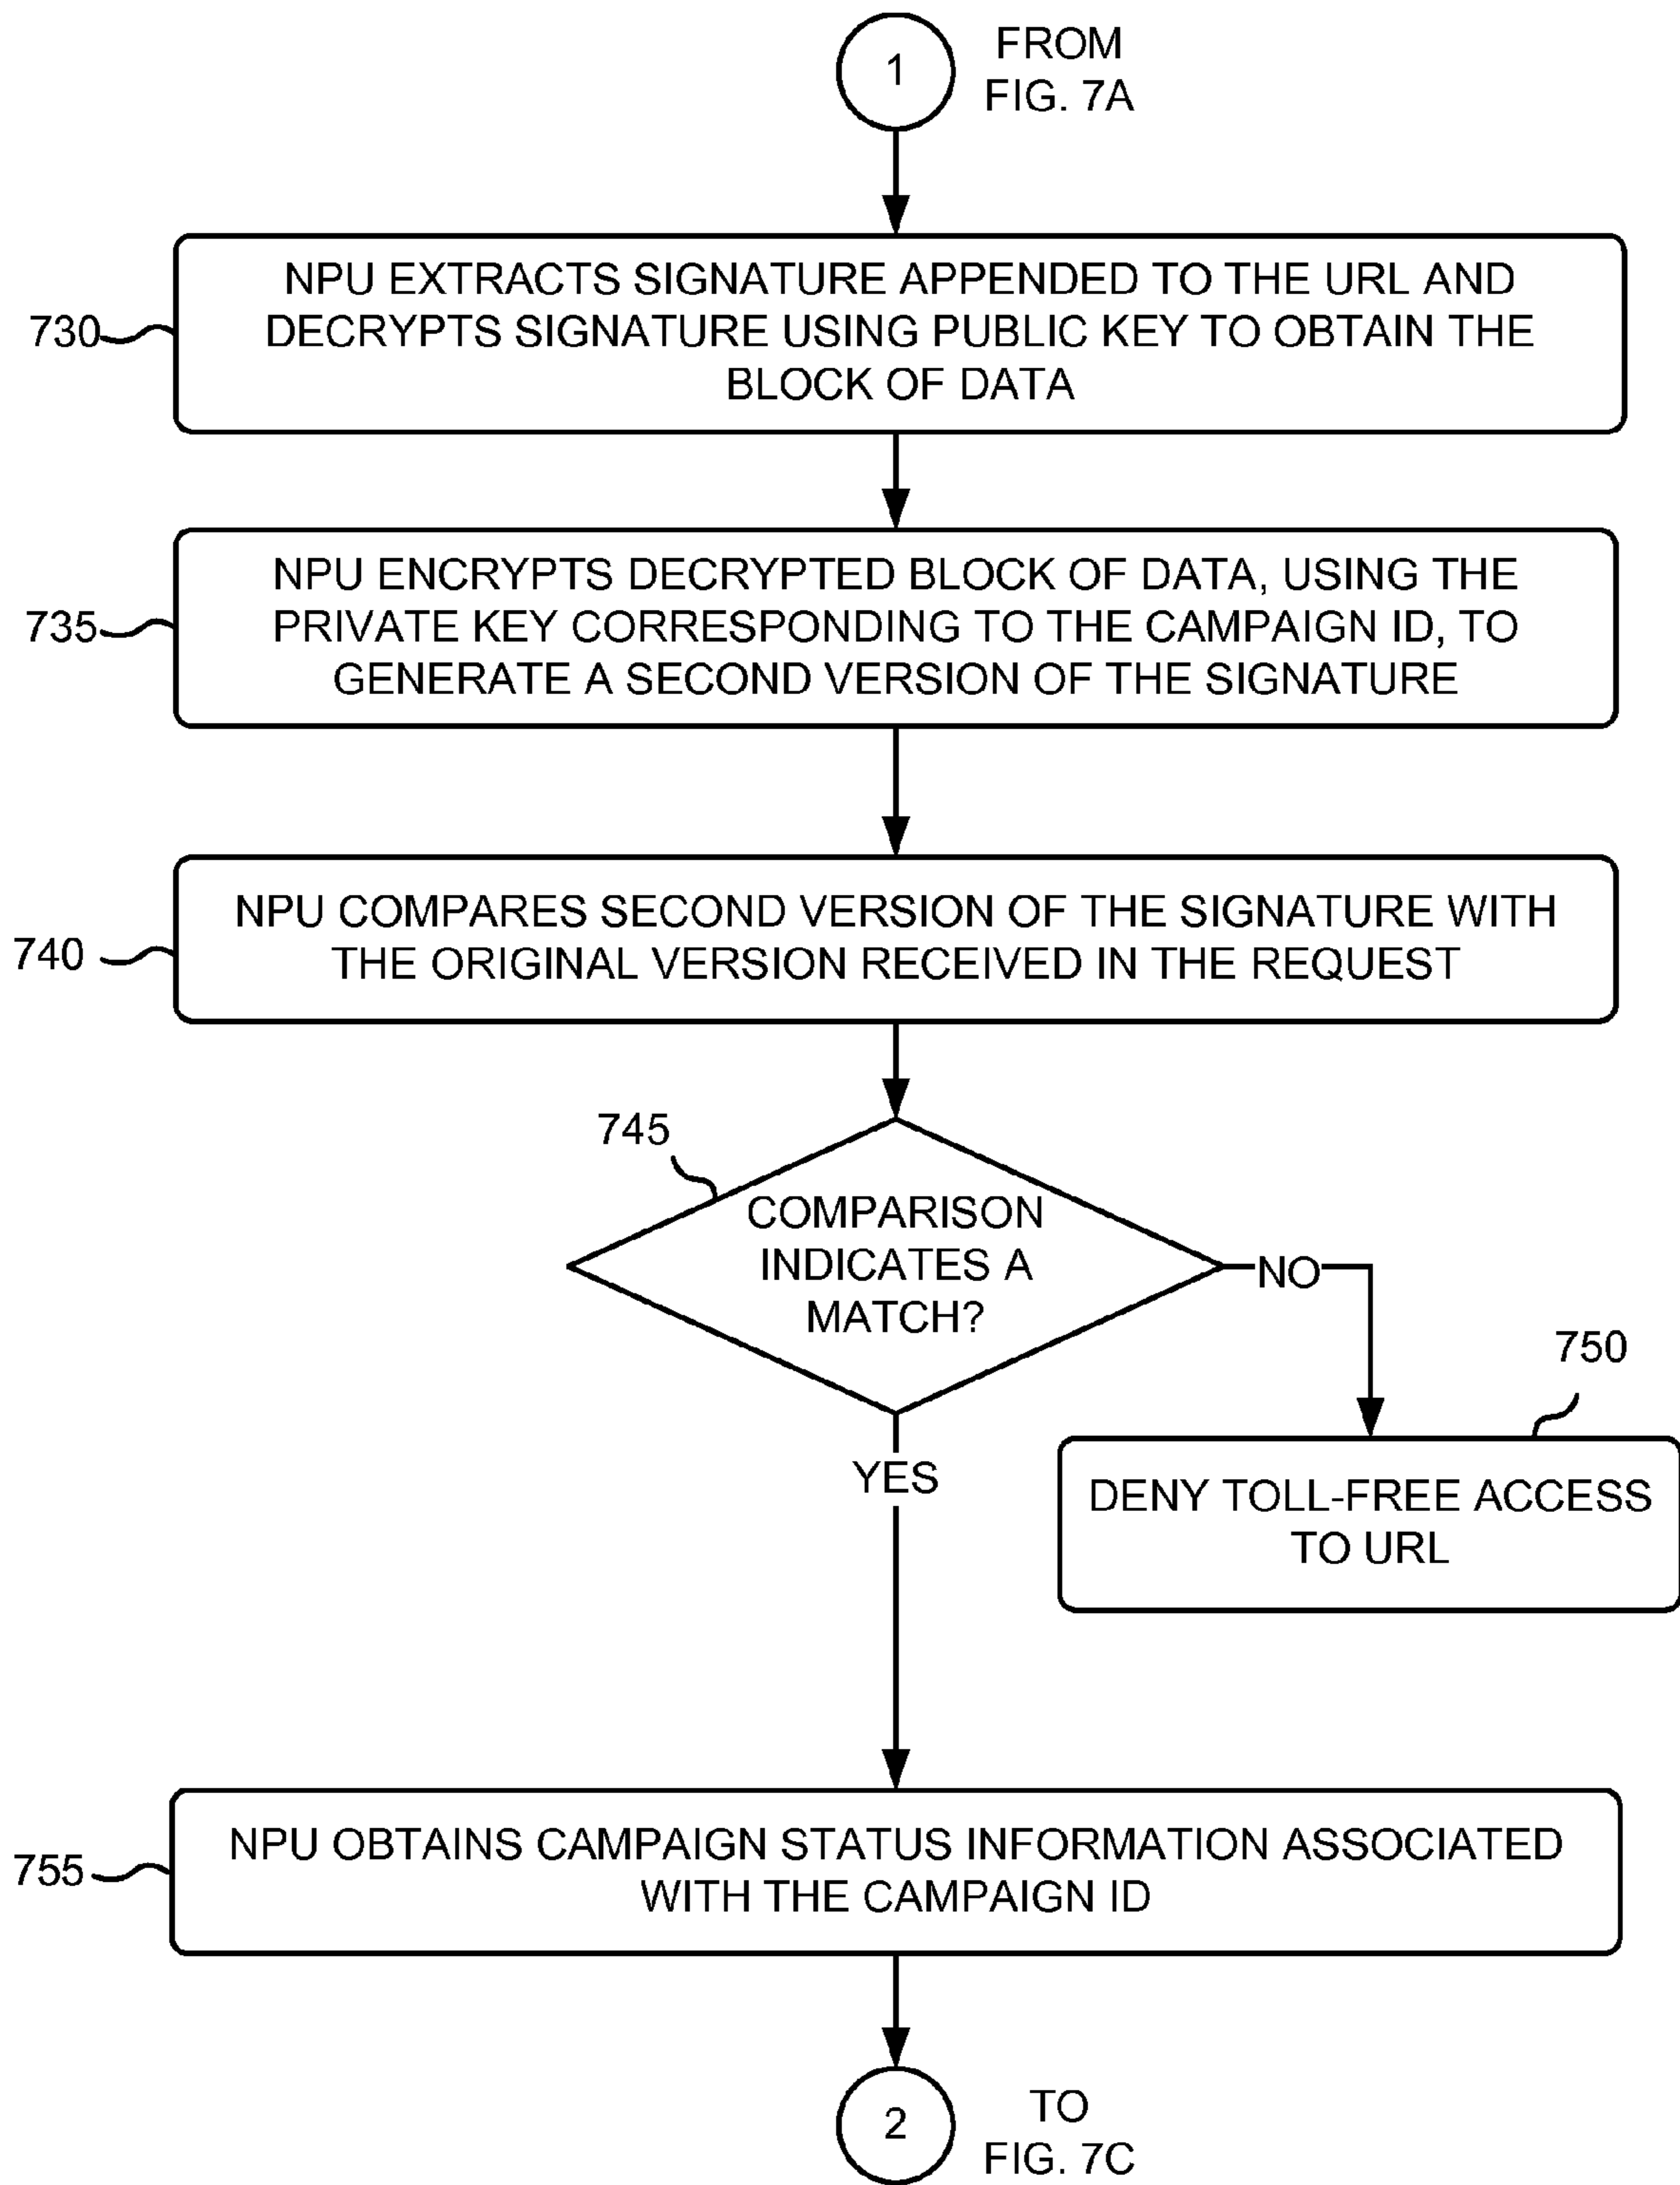 1
FROM
FIG. 7A
730
NPU EXTRACTS SIGNATURE APPENDED TO THE URL AND
DECRYPTS SIGNATURE USING PUBLIC KEY TO OBTAIN THE
BLOCK OF DATA
735
NPU ENCRYPTS DECRYPTED BLOCK OF DATA, USING THE
PRIVATE KEY CORRESPONDING TO THE CAMPAIGN ID, TO
GENERATE A SECOND VERSION OF THE SIGNATURE
740
NPU COMPARES SECOND VERSION OF THE SIGNATURE WITH
THE ORIGINAL VERSION RECEIVED IN THE REQUEST
745
COMPARISON
INDICATES A
MATCH?
NO
750
DENY TOLL-FREE ACCESS
TO URL
YES
755
NPU OBTAINS CAMPAIGN STATUS INFORMATION ASSOCIATED
WITH THE CAMPAIGN ID
2
TO
FIG. 7C